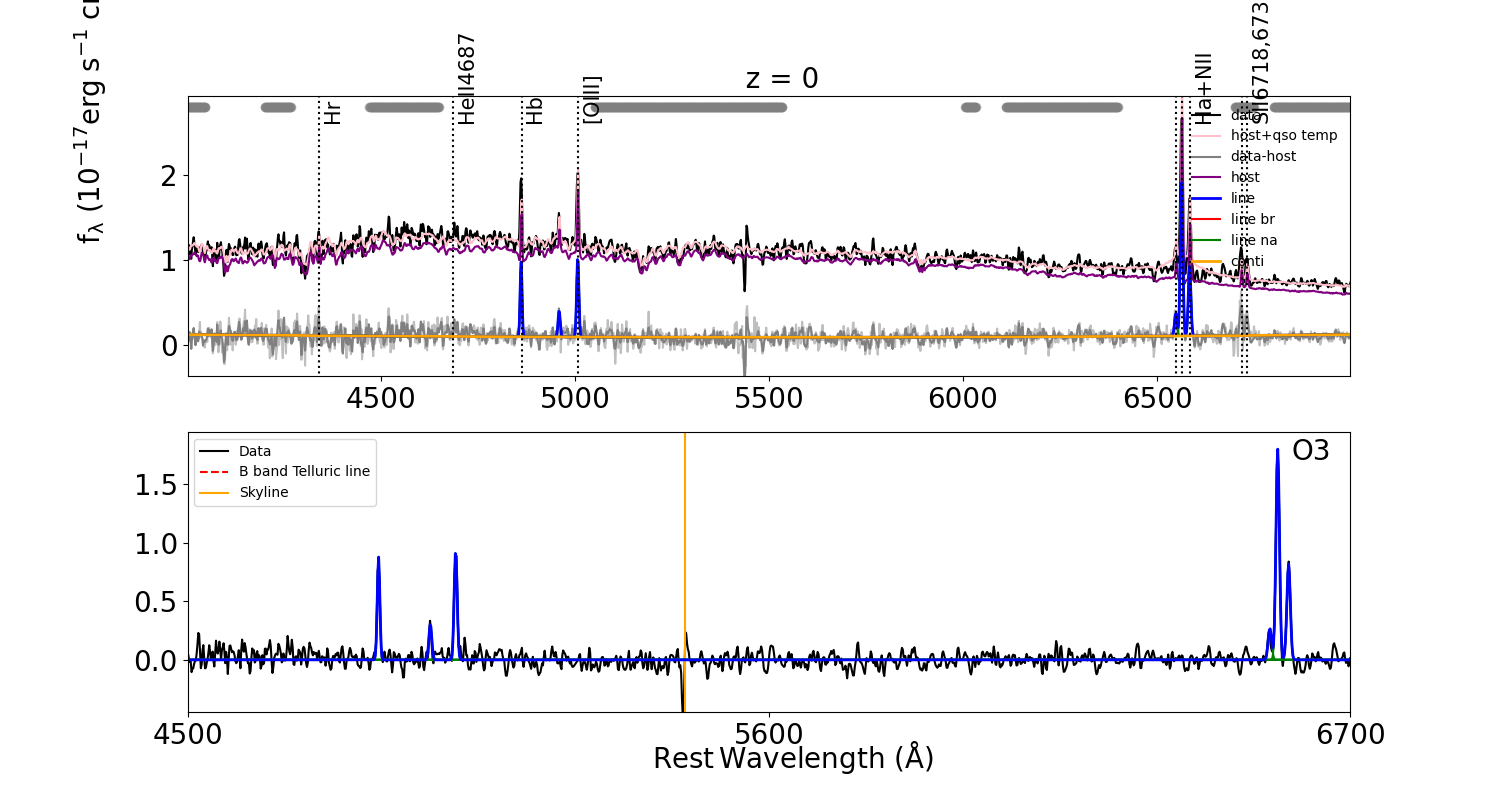 z = 0
f_λ (10⁻¹⁷erg s⁻¹ c
Hr
HeII4687
Hb
[OIII]
Ha+NII
SII6718,673
data
host+qso temp
data-host
host
line
line br
line na
conti
2
1
0
4500 5000 5500 6000 6500
Data
B band Telluric line
Skyline
O3
1.5
1.0
0.5
0.0
4500 5600 6700
Rest Wavelength (Å)